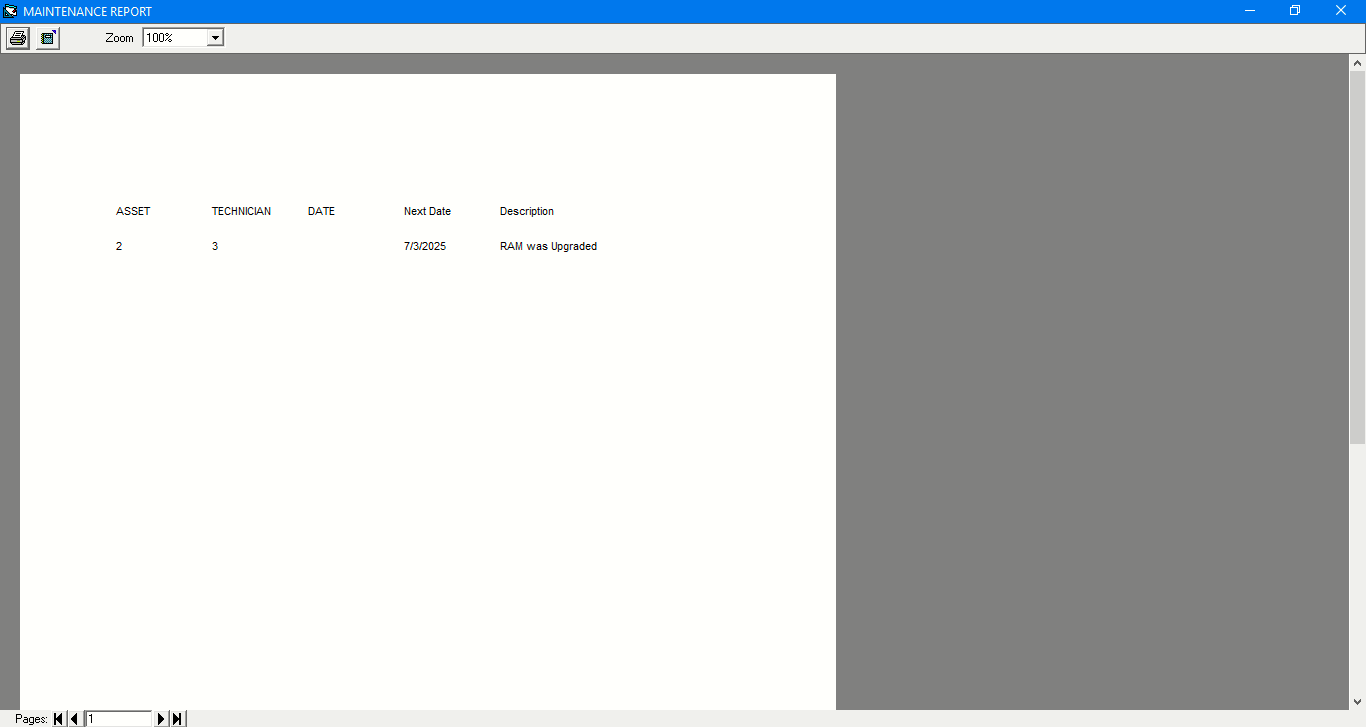 MAINTENANCE REPORT
Zoom 100%
ASSET TECHNICIAN DATE Next Date Description
2 3 7/3/2025 RAM was Upgraded
Pages: 1